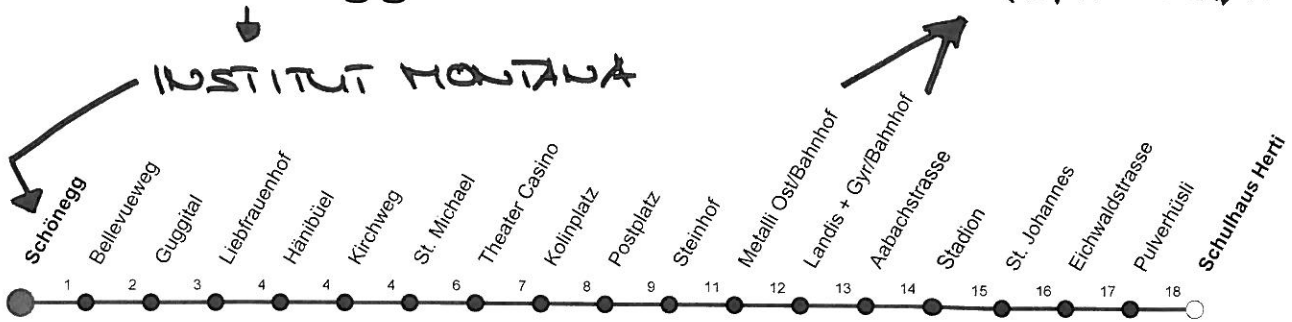 INSTITUT MONTANA
Schönegg
Bellevueweg
Guggital
Liebfrauenhof
Hänibüel
Kirchweg
St. Michael
Theater Casino
Kolinplatz
Postplatz
Steinhof
Metalli Ost/Bahnhof
Landis + Gyr/Bahnhof
Aabachstrasse
Stadion
St. Johannes
Eichwaldstrasse
Pulverhüsli
Schulhaus Herti
1 2 3 4 4 4 6 7 8 9 11 12 13 14 15 16 17 18